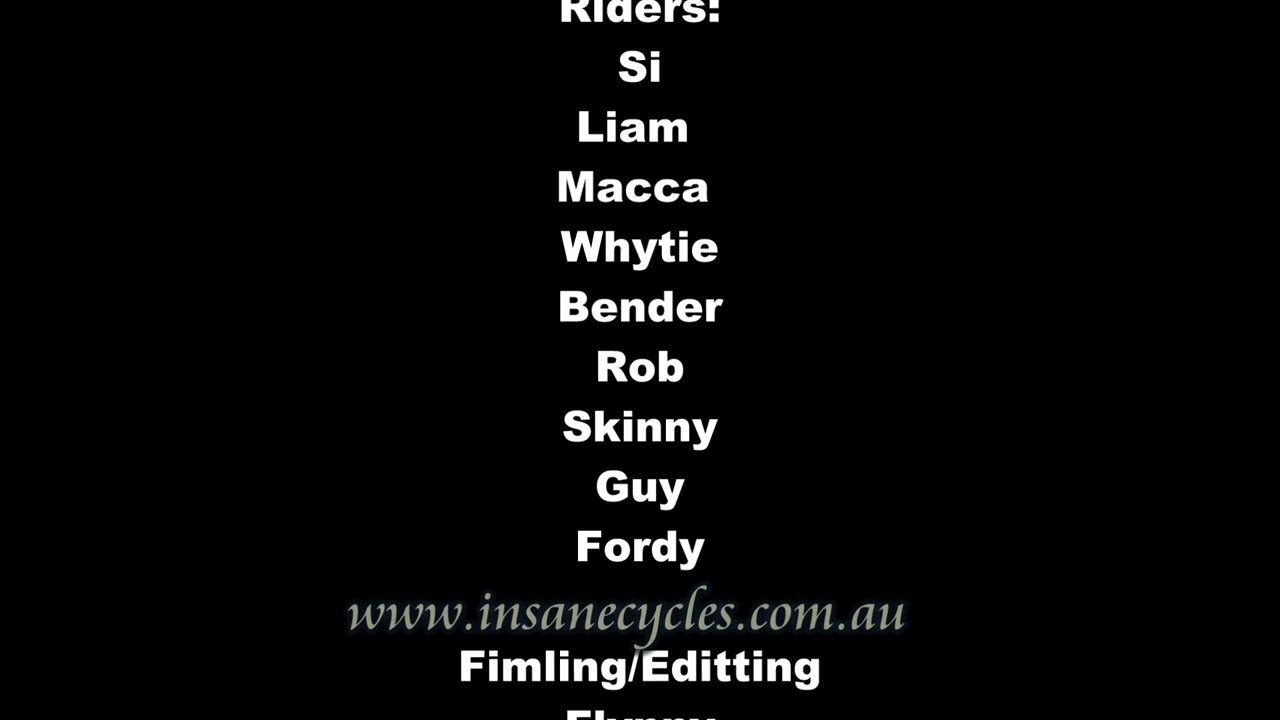 Riders:
Si
Liam
Macca
Whytie
Bender
Rob
Skinny
Guy
Fordy
www.insanecycles.com.au
Fimling/Editting